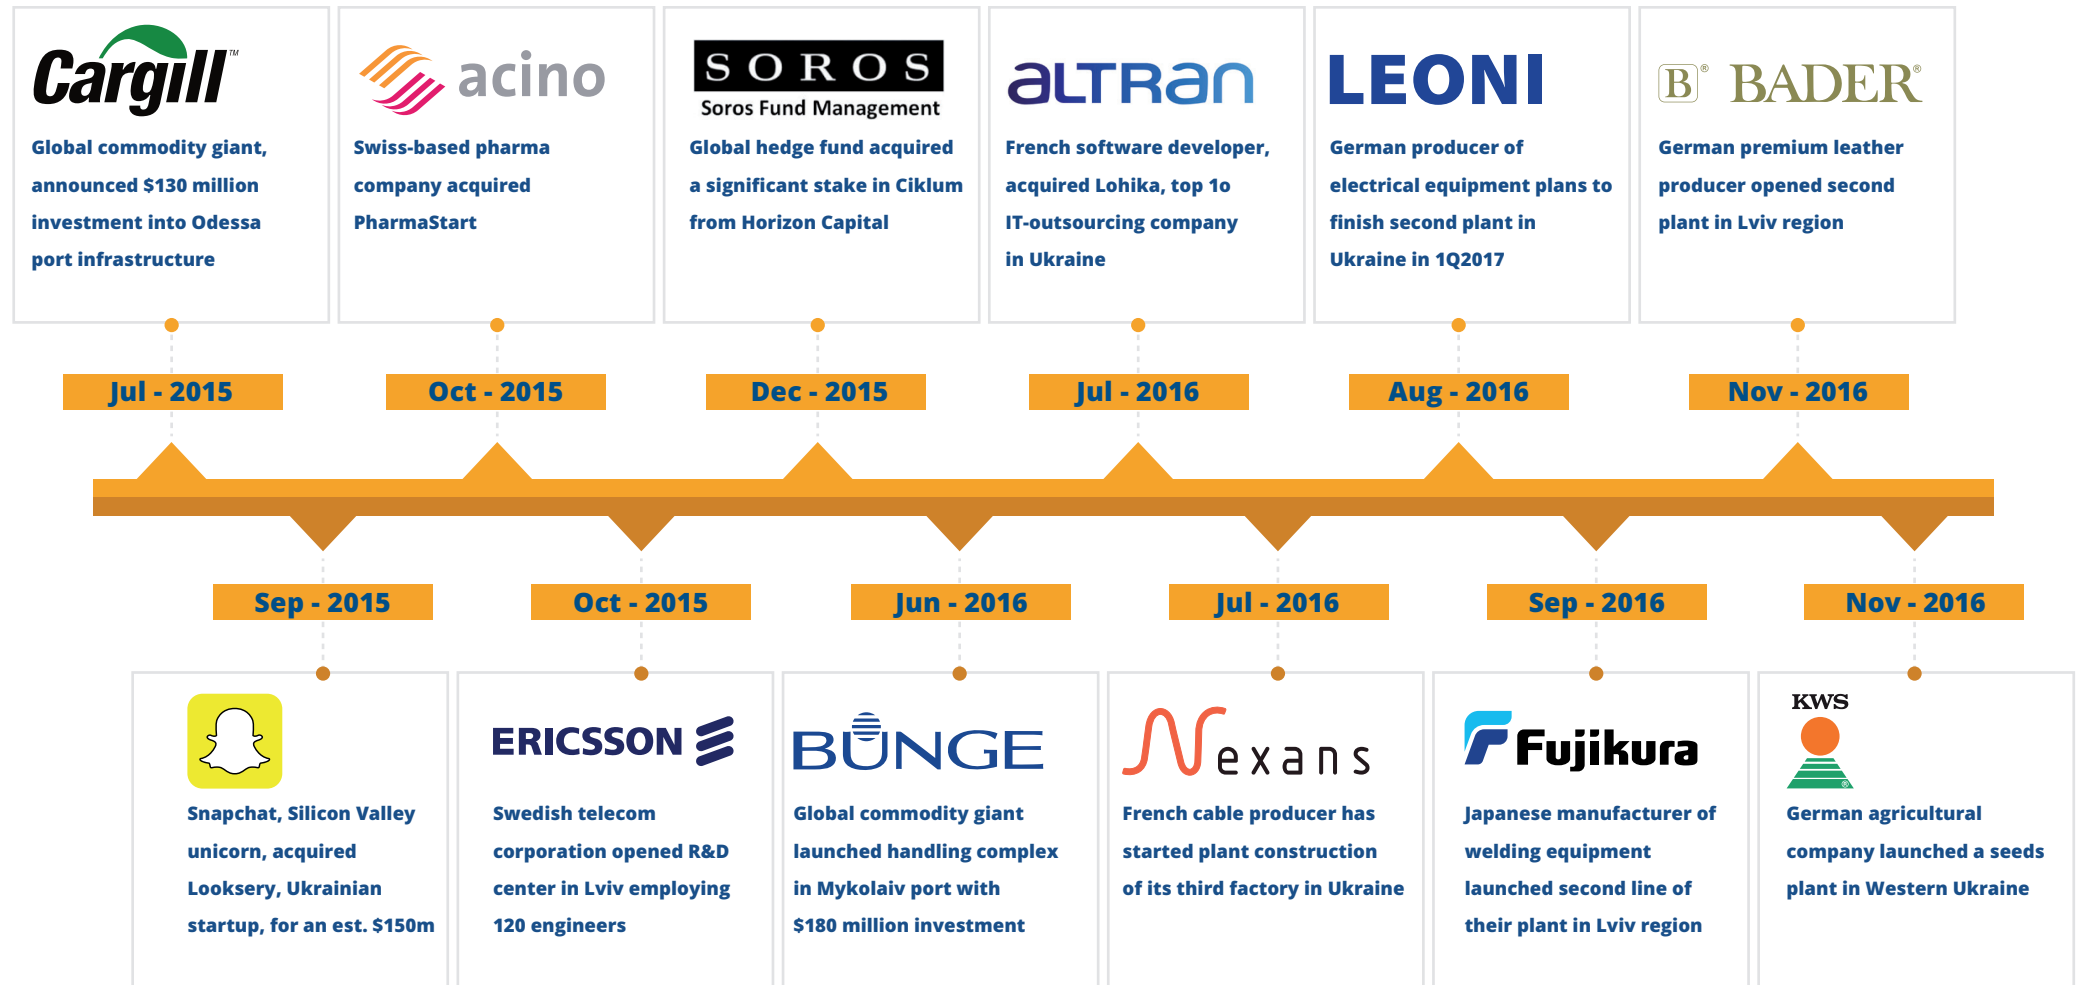 Cargill™
Global commodity giant,
announced $130 million
investment into Odessa
port infrastructure
acino
Swiss-based pharma
company acquired
PharmaStart
SOROS
Soros Fund Management
Global hedge fund acquired
a significant stake in Ciklum
from Horizon Capital
aLTRan
French software developer,
acquired Lohika, top 1o
IT-outsourcing company
in Ukraine
LEONI
German producer of
electrical equipment plans to
finish second plant in
Ukraine in 1Q2017
B® BADER®
German premium leather
producer opened second
plant in Lviv region
Jul - 2015
Oct - 2015
Dec - 2015
Jul - 2016
Aug - 2016
Nov - 2016
Sep - 2015
Oct - 2015
Jun - 2016
Jul - 2016
Sep - 2016
Nov - 2016
Snapchat, Silicon Valley
unicorn, acquired
Looksery, Ukrainian
startup, for an est. $150m
ERICSSON
Swedish telecom
corporation opened R&D
center in Lviv employing
120 engineers
BUNGE
Global commodity giant
launched handling complex
in Mykolaiv port with
$180 million investment
Nexans
French cable producer has
started plant construction
of its third factory in Ukraine
Fujikura
Japanese manufacturer of
welding equipment
launched second line of
their plant in Lviv region
KWS
®
German agricultural
company launched a seeds
plant in Western Ukraine